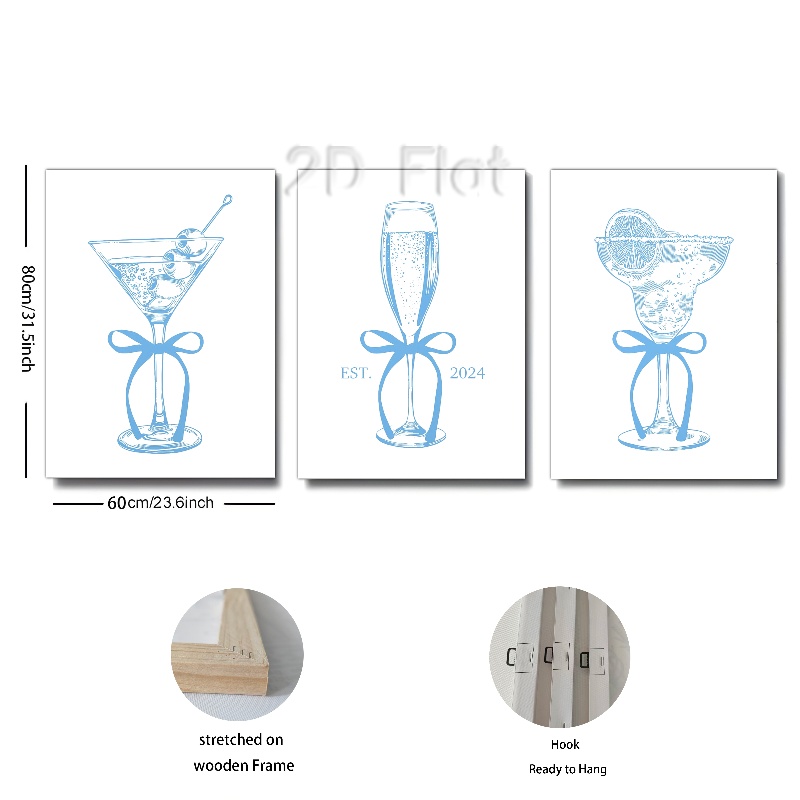 2D Flat
80cm/31.5inch
EST. 2024
60cm/23.6inch
stretched on
wooden Frame
Hook
Ready to Hang